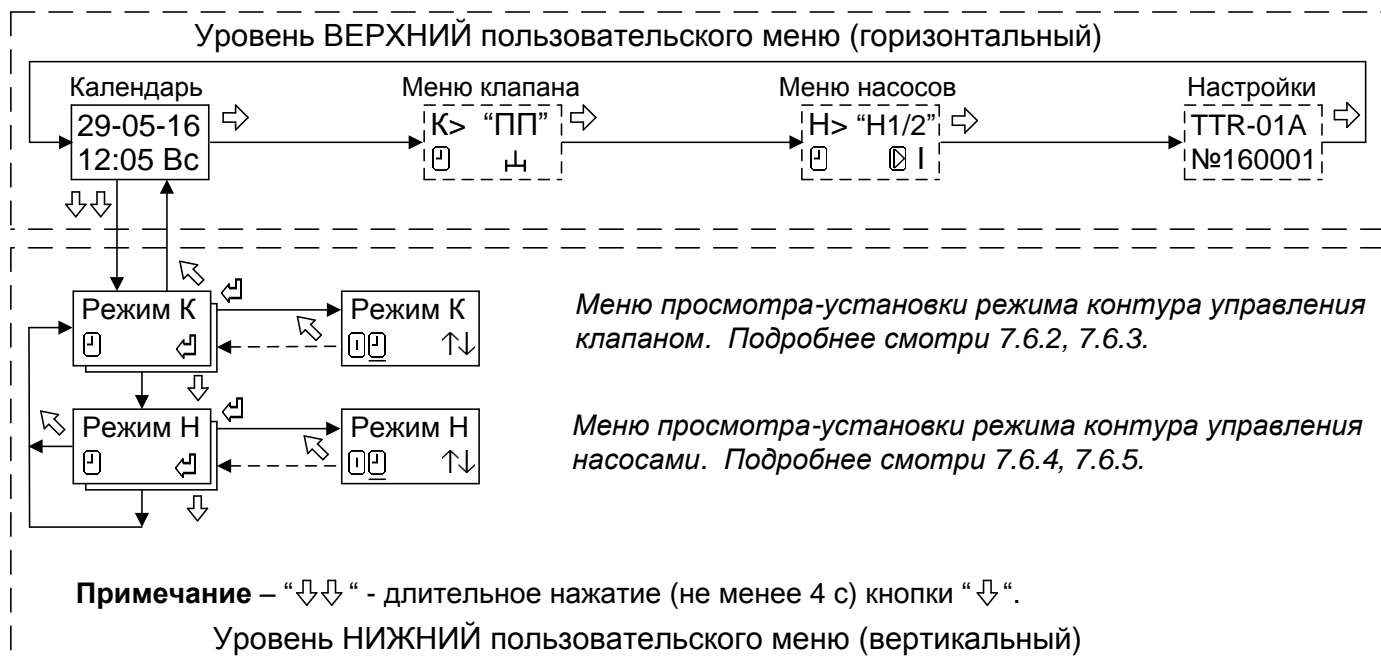 Уровень ВЕРХНИЙ пользовательского меню (горизонтальный)
Календарь
Меню клапана
Меню насосов
Настройки
29-05-16
12:05 Вс
К> “ПП”
Н> “Н1/2”
I
TTR-01A
№160001
Режим К
Режим К
Меню просмотра-установки режима контура управления
клапаном. Подробнее смотри 7.6.2, 7.6.3.
Режим Н
Режим Н
Меню просмотра-установки режима контура управления
насосами. Подробнее смотри 7.6.4, 7.6.5.
Примечание – “⇩⇩ “ - длительное нажатие (не менее 4 с) кнопки “ ⇩ “.
Уровень НИЖНИЙ пользовательского меню (вертикальный)